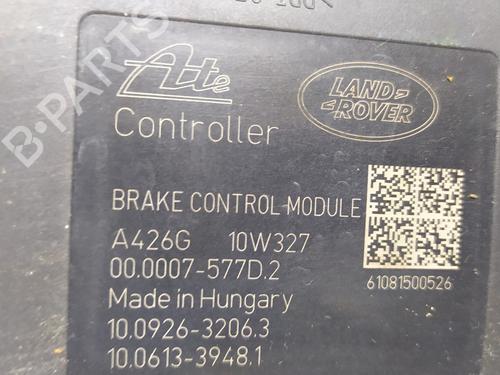 Ate
LAND
ROVER
Controller
BRAKE CONTROL MODULE
A426G 10W327
00.0007-577D.2
61081500526
Made in Hungary
10.0926-3206.3
10.0613-3948.1
B-PARTS